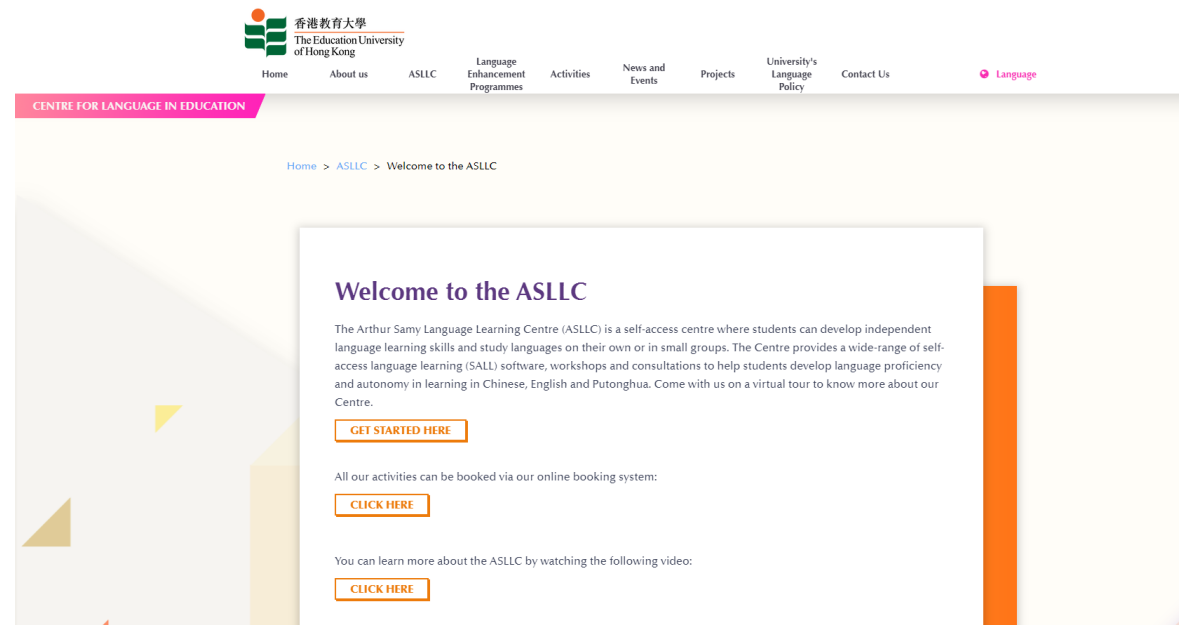 香港教育大學
The Education University
of Hong Kong
Home
About us
ASLLC
Language
Enhancement
Programmes
Activities
News and
Events
Projects
University's
Language
Policy
Contact Us
Language
CENTRE FOR LANGUAGE IN EDUCATION
Home > ASLLC > Welcome to the ASLLC
Welcome to the ASLLC
The Arthur Samy Language Learning Centre (ASLLC) is a self-access centre where students can develop independent
language learning skills and study languages on their own or in small groups. The Centre provides a wide-range of self-
access language learning (SALL) software, workshops and consultations to help students develop language proficiency
and autonomy in learning in Chinese, English and Putonghua. Come with us on a virtual tour to know more about our
Centre.
GET STARTED HERE
All our activities can be booked via our online booking system:
CLICK HERE
You can learn more about the ASLLC by watching the following video:
CLICK HERE